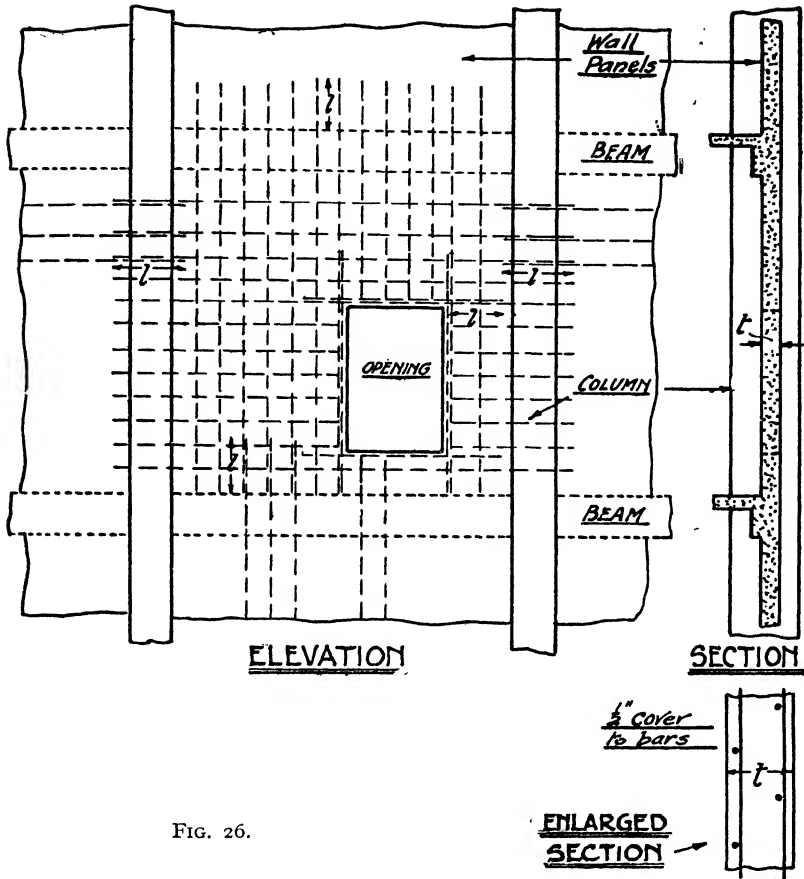 Wall
Panels
l
BEAM
l
l
l
t
OPENING
COLUMN
l
BEAM
ELEVATION
SECTION
½" cover
to bars
t
FIG. 26.
ENLARGED
SECTION